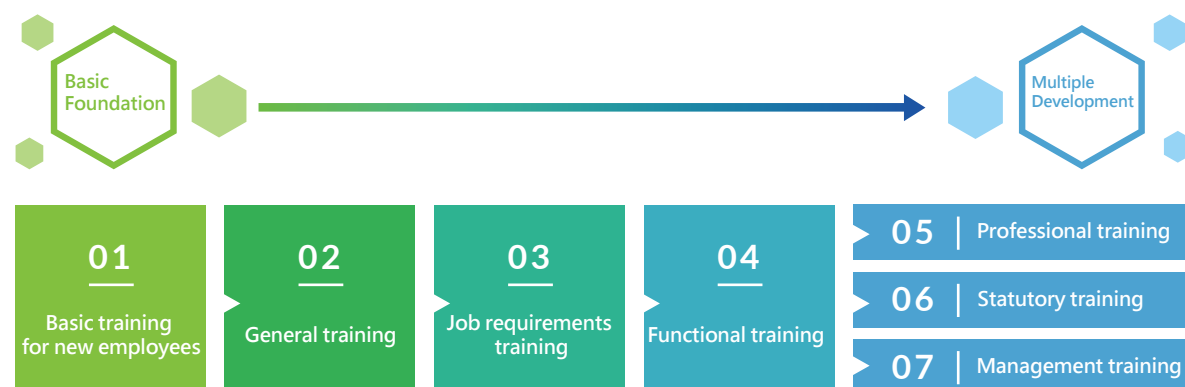 Basic
Foundation
Multiple
Development
01
Basic training
for new employees
02
General training
03
Job requirements
training
04
Functional training
05 Professional training
06 Statutory training
07 Management training